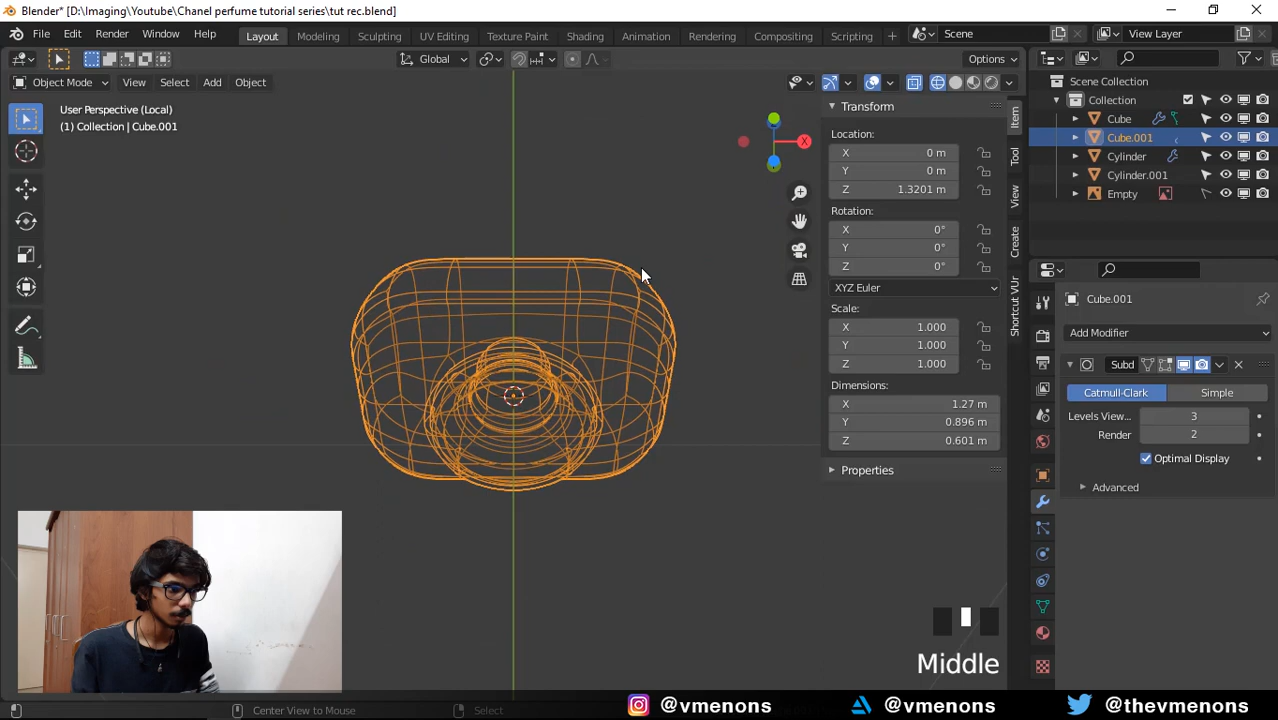 Blender* [D:\Imaging\Youtube\Chanel perfume tutorial series\tut rec.blend]
File Edit Render Window Help Layout Modeling Sculpting UV Editing Texture Paint Shading Animation Rendering Compositing Scripting + Scene View Layer
Global Options
Object Mode View Select Add Object
User Perspective (Local)
(1) Collection | Cube.001
X
Transform
Location:
X 0 m
Y 0 m
Z 1.3201 m
Rotation:
X 0°
Y 0°
Z 0°
XYZ Euler
Scale:
X 1.000
Y 1.000
Z 1.000
Dimensions:
X 1.27 m
Y 0.896 m
Z 0.601 m
Properties
Item
Tool
View
Create
Shortcut VUr
Scene Collection
Collection
Cube
Cube.001
Cylinder
Cylinder.001
Empty
Cube.001
Add Modifier
Subd
Catmull-Clark Simple
Levels View... 3
Render 2
Optimal Display
Advanced
Middle
Select Center View to Mouse
@vmenons @vmenons @thevmenons